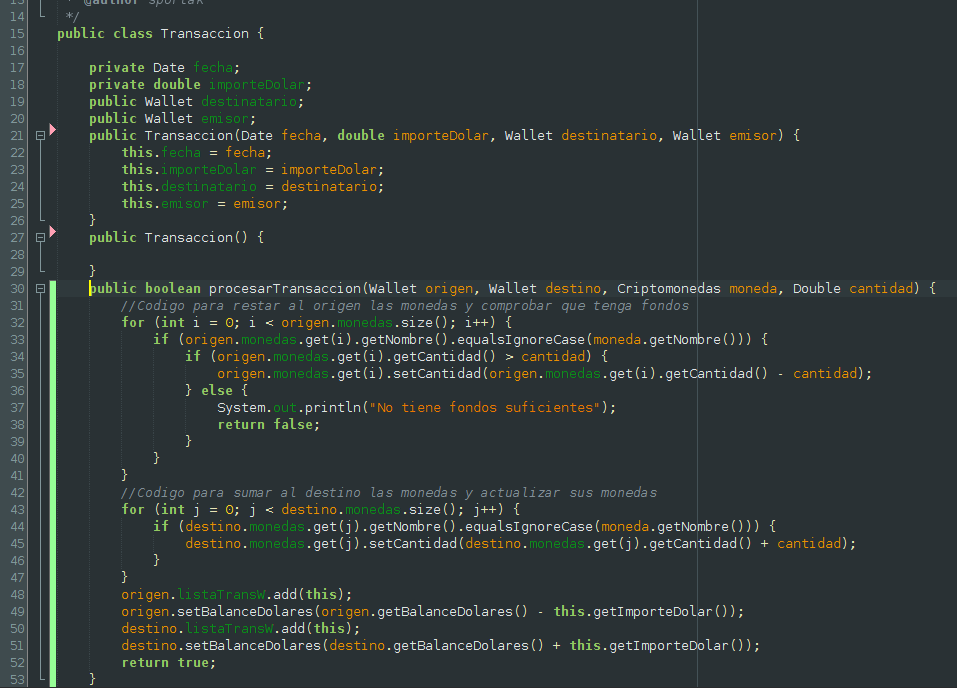 13 * @author sportak
14 */
15 public class Transaccion {
16
17 private Date fecha;
18 private double importeDolar;
19 public Wallet destinatario;
20 public Wallet emisor;
21 public Transaccion(Date fecha, double importeDolar, Wallet destinatario, Wallet emisor) {
22 this.fecha = fecha;
23 this.importeDolar = importeDolar;
24 this.destinatario = destinatario;
25 this.emisor = emisor;
26 }
27 public Transaccion() {
28
29 }
30 public boolean procesarTransaccion(Wallet origen, Wallet destino, Criptomonedas moneda, Double cantidad) {
31 //Codigo para restar al origen las monedas y comprobar que tenga fondos
32 for (int i = 0; i < origen.monedas.size(); i++) {
33 if (origen.monedas.get(i).getNombre().equalsIgnoreCase(moneda.getNombre())) {
34 if (origen.monedas.get(i).getCantidad() > cantidad) {
35 origen.monedas.get(i).setCantidad(origen.monedas.get(i).getCantidad() - cantidad);
36 } else {
37 System.out.println("No tiene fondos suficientes");
38 return false;
39 }
40 }
41 }
42 //Codigo para sumar al destino las monedas y actualizar sus monedas
43 for (int j = 0; j < destino.monedas.size(); j++) {
44 if (destino.monedas.get(j).getNombre().equalsIgnoreCase(moneda.getNombre())) {
45 destino.monedas.get(j).setCantidad(destino.monedas.get(j).getCantidad() + cantidad);
46 }
47 }
48 origen.listaTransW.add(this);
49 origen.setBalanceDolares(origen.getBalanceDolares() - this.getImporteDolar());
50 destino.listaTransW.add(this);
51 destino.setBalanceDolares(destino.getBalanceDolares() + this.getImporteDolar());
52 return true;
53 }